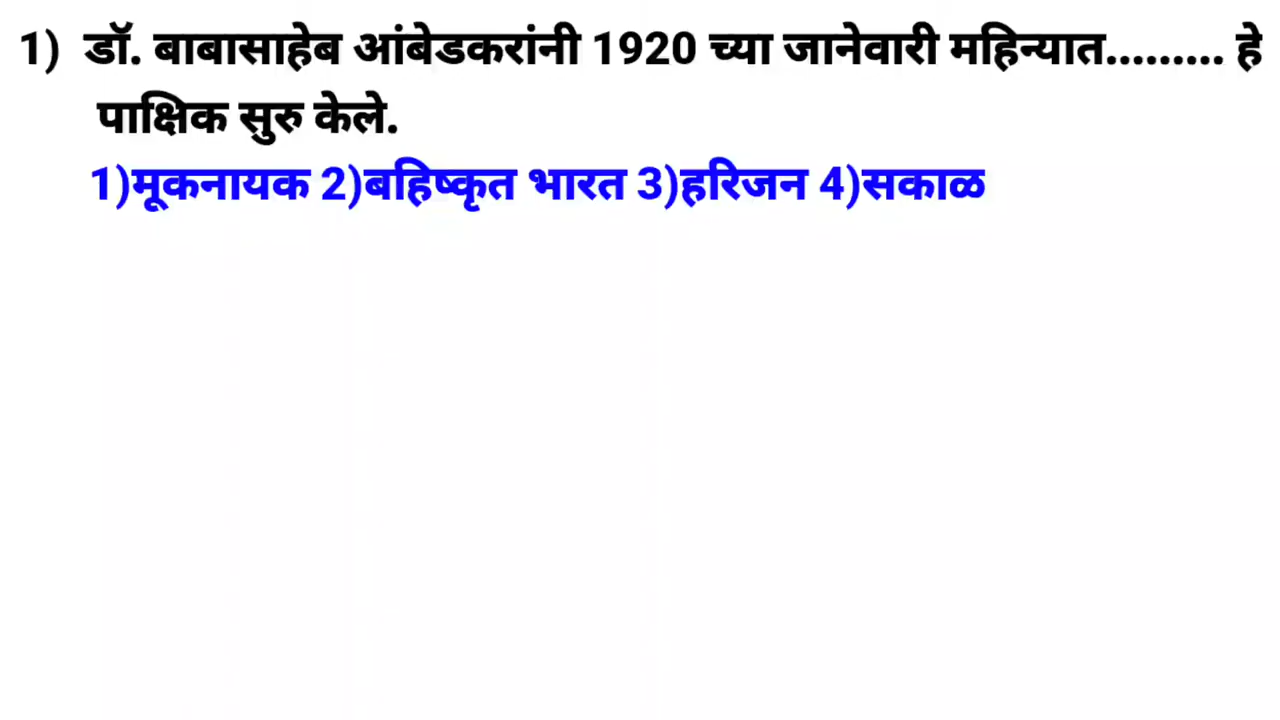 1) डॉ. बाबासाहेब आंबेडकरांनी 1920 च्या जानेवारी महिन्यात......... हे
पाक्षिक सुरु केले.
1)मूकनायक 2)बहिष्कृत भारत 3)हरिजन 4)सकाळ